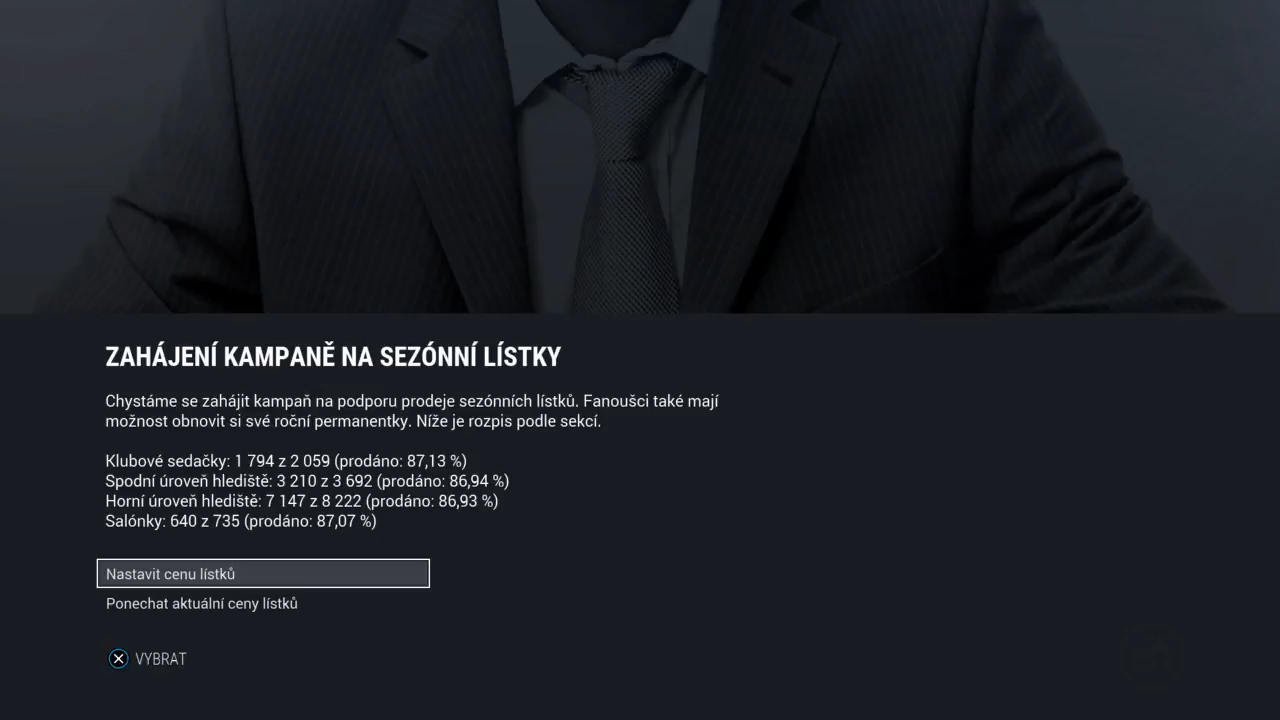 ZAHÁJENÍ KAMPANĚ NA SEZÓNNÍ LÍSTKY
Chystáme se zahájit kampaň na podporu prodeje sezónních lístků. Fanoušci také mají
možnost obnovit si své roční permanentky. Níže je rozpis podle sekcí.
Klubové sedačky: 1 794 z 2 059 (prodáno: 87,13 %)
Spodní úroveň hlediště: 3 210 z 3 692 (prodáno: 86,94 %)
Horní úroveň hlediště: 7 147 z 8 222 (prodáno: 86,93 %)
Salónky: 640 z 735 (prodáno: 87,07 %)
Nastavit cenu lístků
Ponechat aktuální ceny lístků
VYBRAT